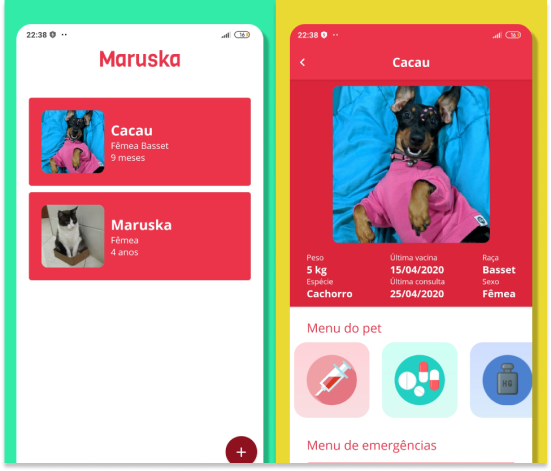 22:38
16
Maruska
Cacau
Fêmea Basset
9 meses
Maruska
Fêmea
4 anos
+
22:38
16
Cacau
Peso
Última vacina
Raça
5 kg
15/04/2020
Basset
Espécie
Última consulta
Sexo
Cachorro
25/04/2020
Fêmea
Menu do pet
HG
Menu de emergências